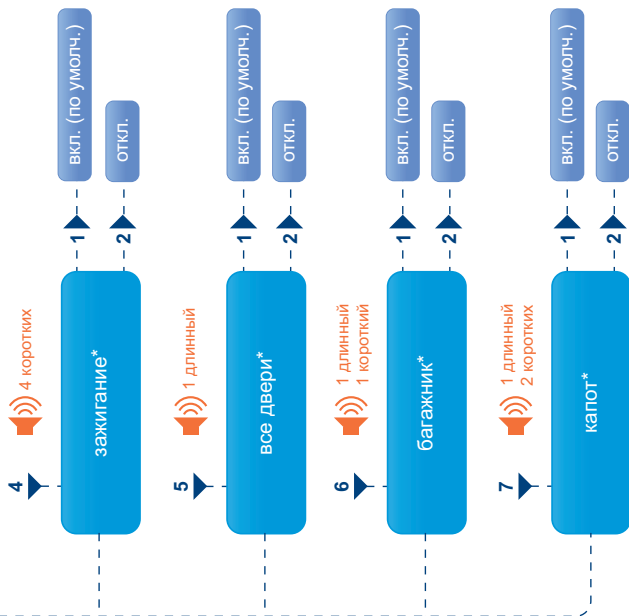 4
4 коротких
зажигание*
1
вкл. (по умолч.)
2
откл.
5
1 длинный
все двери*
1
вкл. (по умолч.)
2
откл.
6
1 длинный
1 короткий
багажник*
1
вкл. (по умолч.)
2
откл.
7
1 длинный
2 коротких
капот*
1
вкл. (по умолч.)
2
откл.